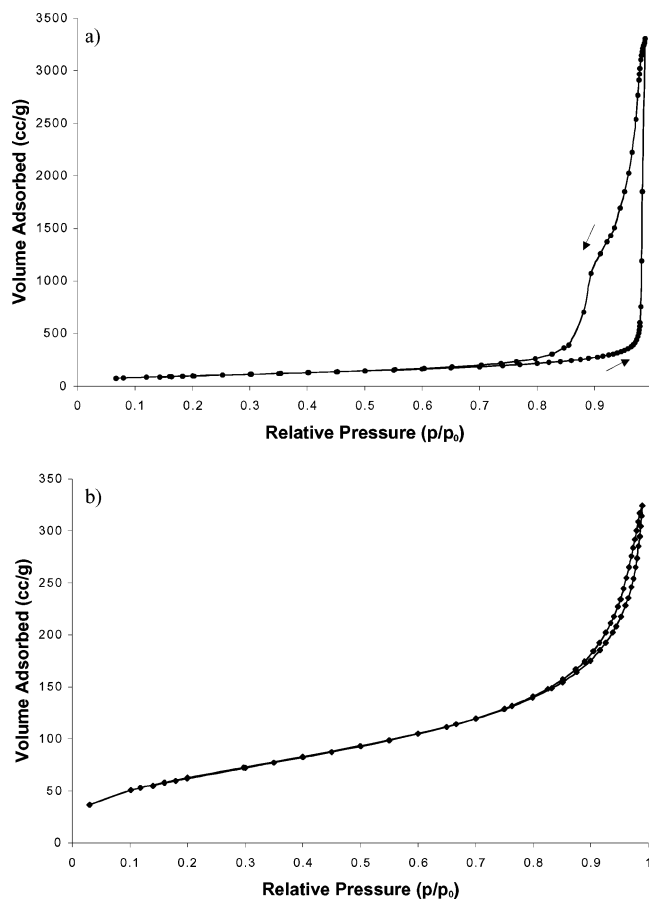 a)
3500
3000
2500
2000
1500
1000
500
0
Volume Adsorbed (cc/g)
0 0.1 0.2 0.3 0.4 0.5 0.6 0.7 0.8 0.9
Relative Pressure (p/p₀)
b)
350
300
250
200
150
100
50
0
Volume Adsorbed (cc/g)
0 0.1 0.2 0.3 0.4 0.5 0.6 0.7 0.8 0.9 1
Relative Pressure (p/p₀)